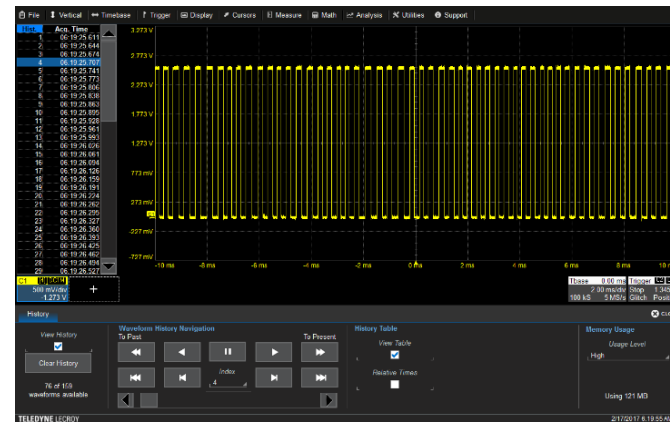 File Vertical Timebase Trigger Display Cursors Measure Math Analysis Utilities Support
Hist. Acq. Time
1 06:19:25.611
2 06:19:25.644
3 06:19:25.674
4 06:19:25.707
5 06:19:25.741
6 06:19:25.773
7 06:19:25.806
8 06:19:25.838
9 06:19:25.863
10 06:19:25.895
11 06:19:25.928
12 06:19:25.961
13 06:19:25.993
14 06:19:26.026
15 06:19:26.061
16 06:19:26.094
17 06:19:26.126
18 06:19:26.159
19 06:19:26.191
20 06:19:26.224
21 06:19:26.262
22 06:19:26.295
23 06:19:26.327
24 06:19:26.360
25 06:19:26.393
26 06:19:26.425
27 06:19:26.462
28 06:19:26.494
29 06:19:26.527
3.273 V
2.773 V
2.273 V
1.773 mV
1.273 V
773 mV
273 mV
-227 mV
-727 mV
-10 ms -8 ms -6 ms -4 ms -2 ms 0 ms 2 ms 4 ms 6 ms 8 ms
C1
500 mV/div
-1.273 V
+
Tbase 0.00 ms Trigger
2.00 ms/div Stop 1.345
100 kS 5 MS/s Glitch Posit
History
View History
Clear History
76 of 159
waveforms available
Waveform History Navigation
To Past To Present
Index
4
History Table
View Table
Relative Times
Memory Usage
Usage Level
High
Using 121 MB
TELEDYNE LECROY 2/17/2017 6:19:55 AM